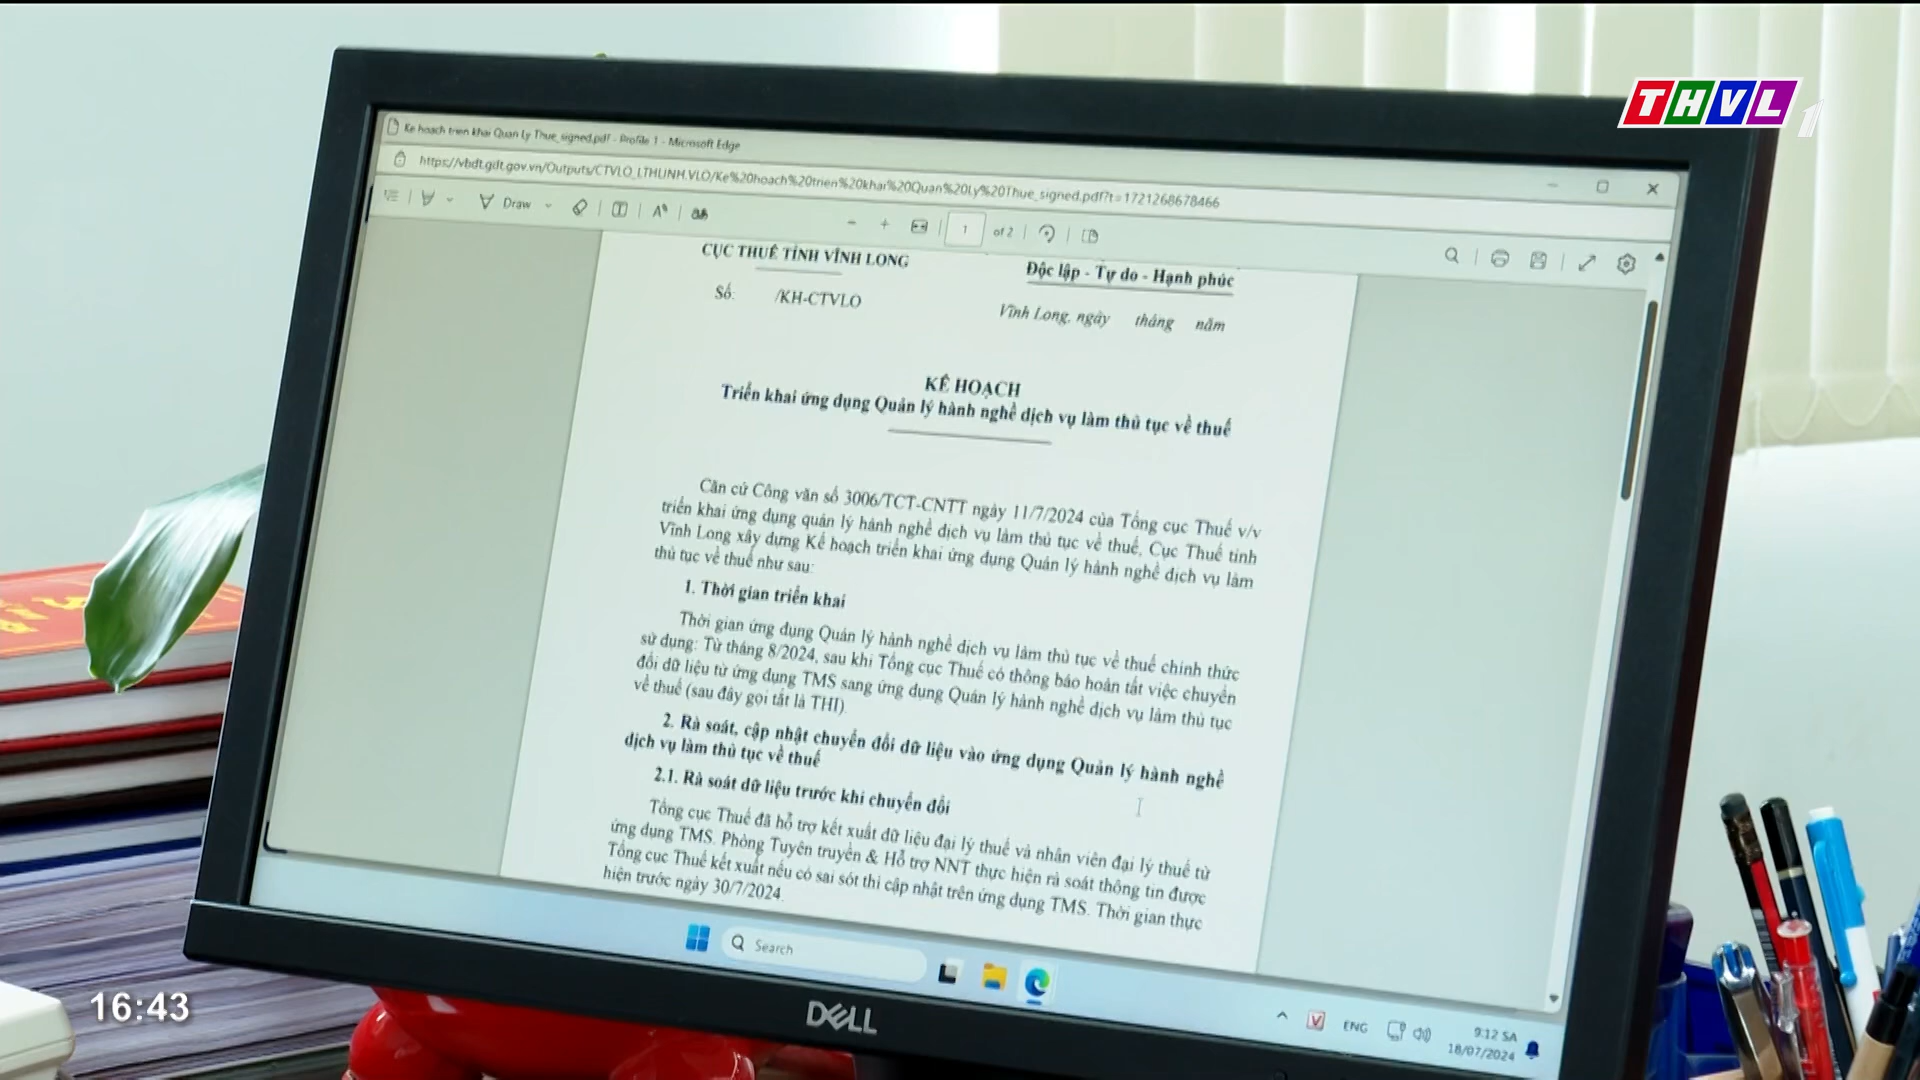 THVL 1
Ke hoach trien khai Quan Ly Thue_signed.pdf - Profile 1 - Microsoft Edge
https://vbdt.gdt.gov.vn/Outputs/CTVLO_LTHUNH.VLO/Ke%20hoach%20trien%20khai%20Quan%20Ly%20Thue_signed.pdf?t=1721268678466
Draw
1 of 2
CỤC THUẾ TỈNH VĨNH LONG
Độc lập - Tự do - Hạnh phúc
Số: /KH-CTVLO
Vĩnh Long, ngày tháng năm
KẾ HOẠCH
Triển khai ứng dụng Quản lý hành nghề dịch vụ làm thủ tục về thuế
Căn cứ Công văn số 3006/TCT-CNTT ngày 11/7/2024 của Tổng cục Thuế v/v
triển khai ứng dụng quản lý hành nghề dịch vụ làm thủ tục về thuế, Cục Thuế tỉnh
Vĩnh Long xây dựng Kế hoạch triển khai ứng dụng Quản lý hành nghề dịch vụ làm
thủ tục về thuế như sau:
1. Thời gian triển khai
Thời gian ứng dụng Quản lý hành nghề dịch vụ làm thủ tục về thuế chính thức
sử dụng: Từ tháng 8/2024, sau khi Tổng cục Thuế có thông báo hoàn tất việc chuyển
đổi dữ liệu từ ứng dụng TMS sang ứng dụng Quản lý hành nghề dịch vụ làm thủ tục
về thuế (sau đây gọi tắt là THI).
2. Rà soát, cập nhật chuyển đổi dữ liệu vào ứng dụng Quản lý hành nghề
dịch vụ làm thủ tục về thuế
2.1. Rà soát dữ liệu trước khi chuyển đổi
Tổng cục Thuế đã hỗ trợ kết xuất dữ liệu đại lý thuế và nhân viên đại lý thuế từ
ứng dụng TMS. Phòng Tuyên truyền & Hỗ trợ NNT thực hiện rà soát thông tin được
Tổng cục Thuế kết xuất nếu có sai sót thì cập nhật trên ứng dụng TMS. Thời gian thực
hiện trước ngày 30/7/2024.
Search
ENG
9:12 SA
18/07/2024
DELL
16:43